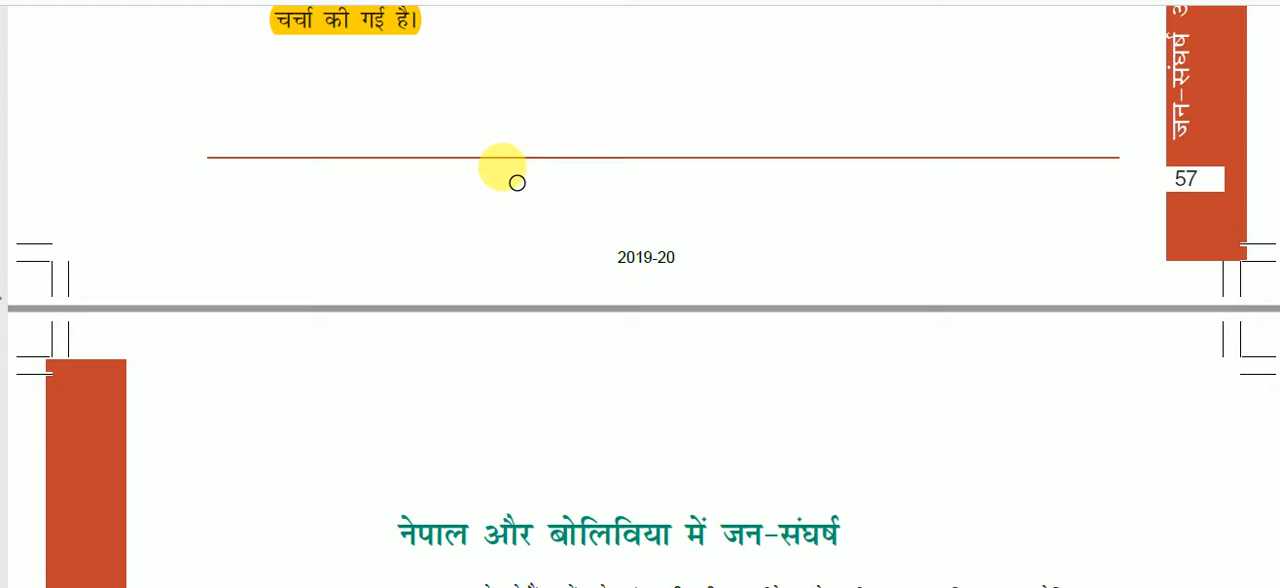 चर्चा की गई है।
जन-संघर्ष
57
2019-20
नेपाल और बोलिविया में जन-संघर्ष